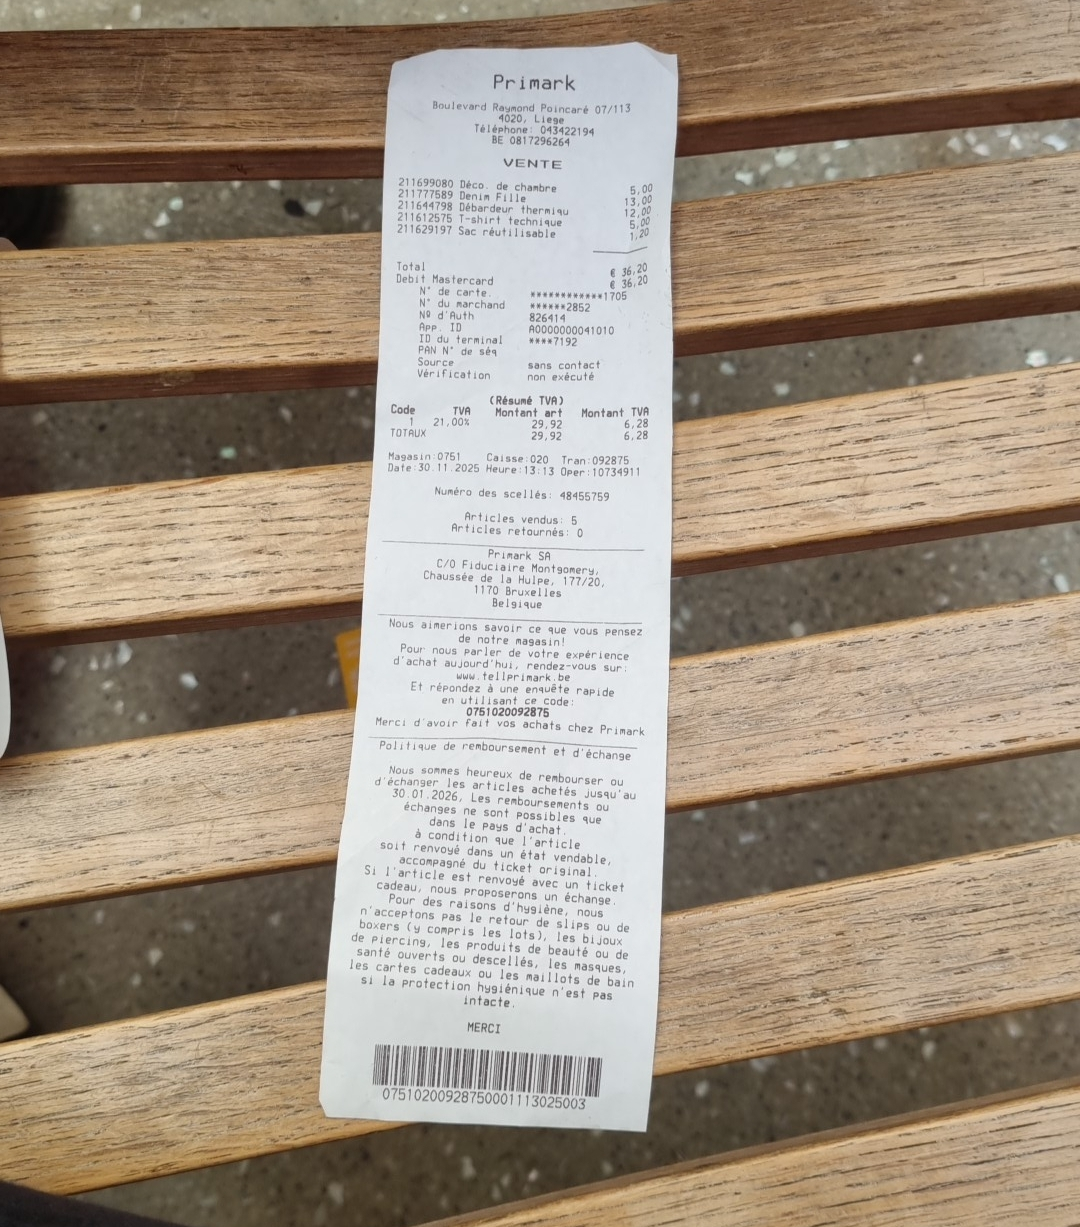 Primark
Boulevard Raymond Poincaré 07/113
4020, Liege
Téléphone: 043422194
BE 0817296264
VENTE
211699080 Déco. de chambre 5,00
211777589 Denim Fille 13,00
211644798 Débardeur thermiqu 12,00
211612575 T-shirt technique 5,00
211629197 Sac réutilisable 1,20
Total € 36,20
Debit Mastercard € 36,20
N° de carte. ************1705
N° du marchand ******2852
Nº d'Auth 826414
App. ID A0000000041010
ID du terminal ****7192
PAN N° de séq
Source sans contact
Vérification non exécuté
(Résumé TVA)
Code TVA Montant art Montant TVA
1 21,00% 29,92 6,28
TOTAUX 29,92 6,28
Magasin:0751 Caisse:020 Tran:092875
Date:30.11.2025 Heure:13:13 Oper:10734911
Numéro des scellés: 48455759
Articles vendus: 5
Articles retournés: 0
Primark SA
C/O Fiduciaire Montgomery,
Chaussée de la Hulpe, 177/20,
1170 Bruxelles
Belgique
Nous aimerions savoir ce que vous pensez
de notre magasin!
Pour nous parler de votre expérience
d'achat aujourd'hui, rendez-vous sur:
www.tellprimark.be
Et répondez à une enquête rapide
en utilisant ce code:
0751020092875
Merci d'avoir fait vos achats chez Primark
Politique de remboursement et d'échange
Nous sommes heureux de rembourser ou
d'échanger les articles achetés jusqu'au
30.01.2026, Les remboursements ou
échanges ne sont possibles que
dans le pays d'achat.
à condition que l'article
soit renvoyé dans un état vendable,
accompagné du ticket original.
Si l'article est renvoyé avec un ticket
cadeau, nous proposerons un échange.
Pour des raisons d'hygiène, nous
n'acceptons pas le retour de slips ou de
boxers (y compris les lots), les bijoux
de piercing, les produits de beauté ou de
santé ouverts ou descellés, les masques,
les cartes cadeaux ou les maillots de bain
si la protection hygiénique n'est pas
intacte.
MERCI
07510200928750001113025003